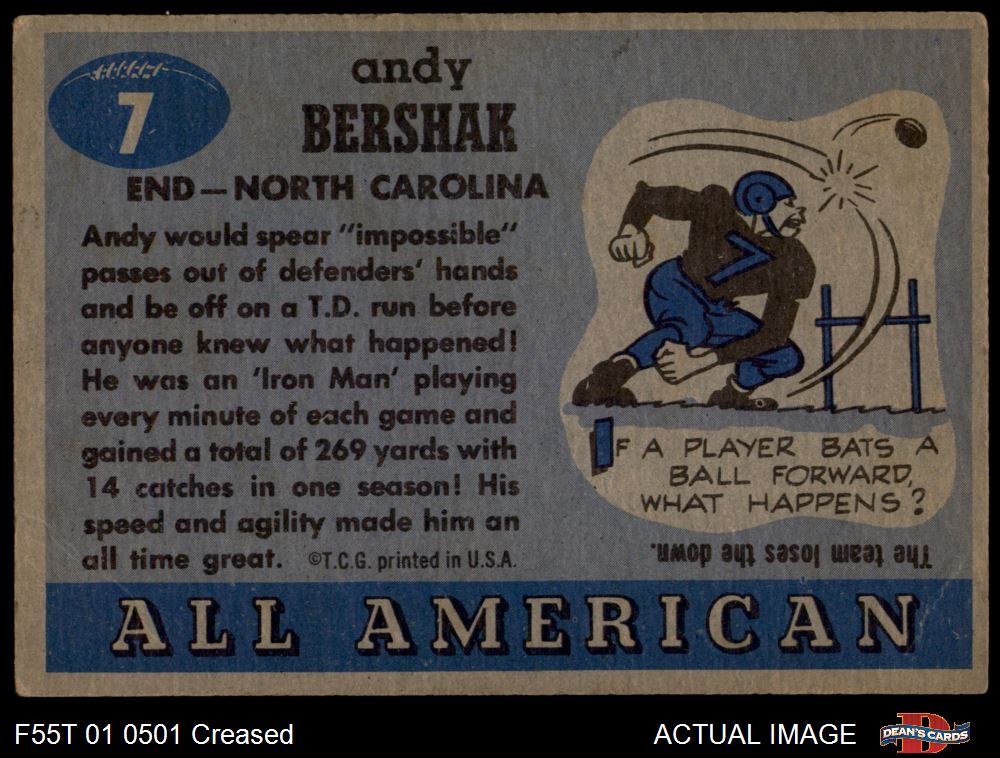 7
andy
BERSHAK
END—NORTH CAROLINA
Andy would spear "impossible"
passes out of defenders' hands
and be off on a T.D. run before
anyone knew what happened!
He was an 'Iron Man' playing
every minute of each game and
gained a total of 269 yards with
14 catches in one season! His
speed and agility made him an
all time great. ©T.C.G. printed in U.S.A.
7
IF A PLAYER BATS A
BALL FORWARD,
WHAT HAPPENS?
The team loses the down.
ALL AMERICAN
F55T 01 0501 Creased
ACTUAL IMAGE
D
DEAN'S CARDS